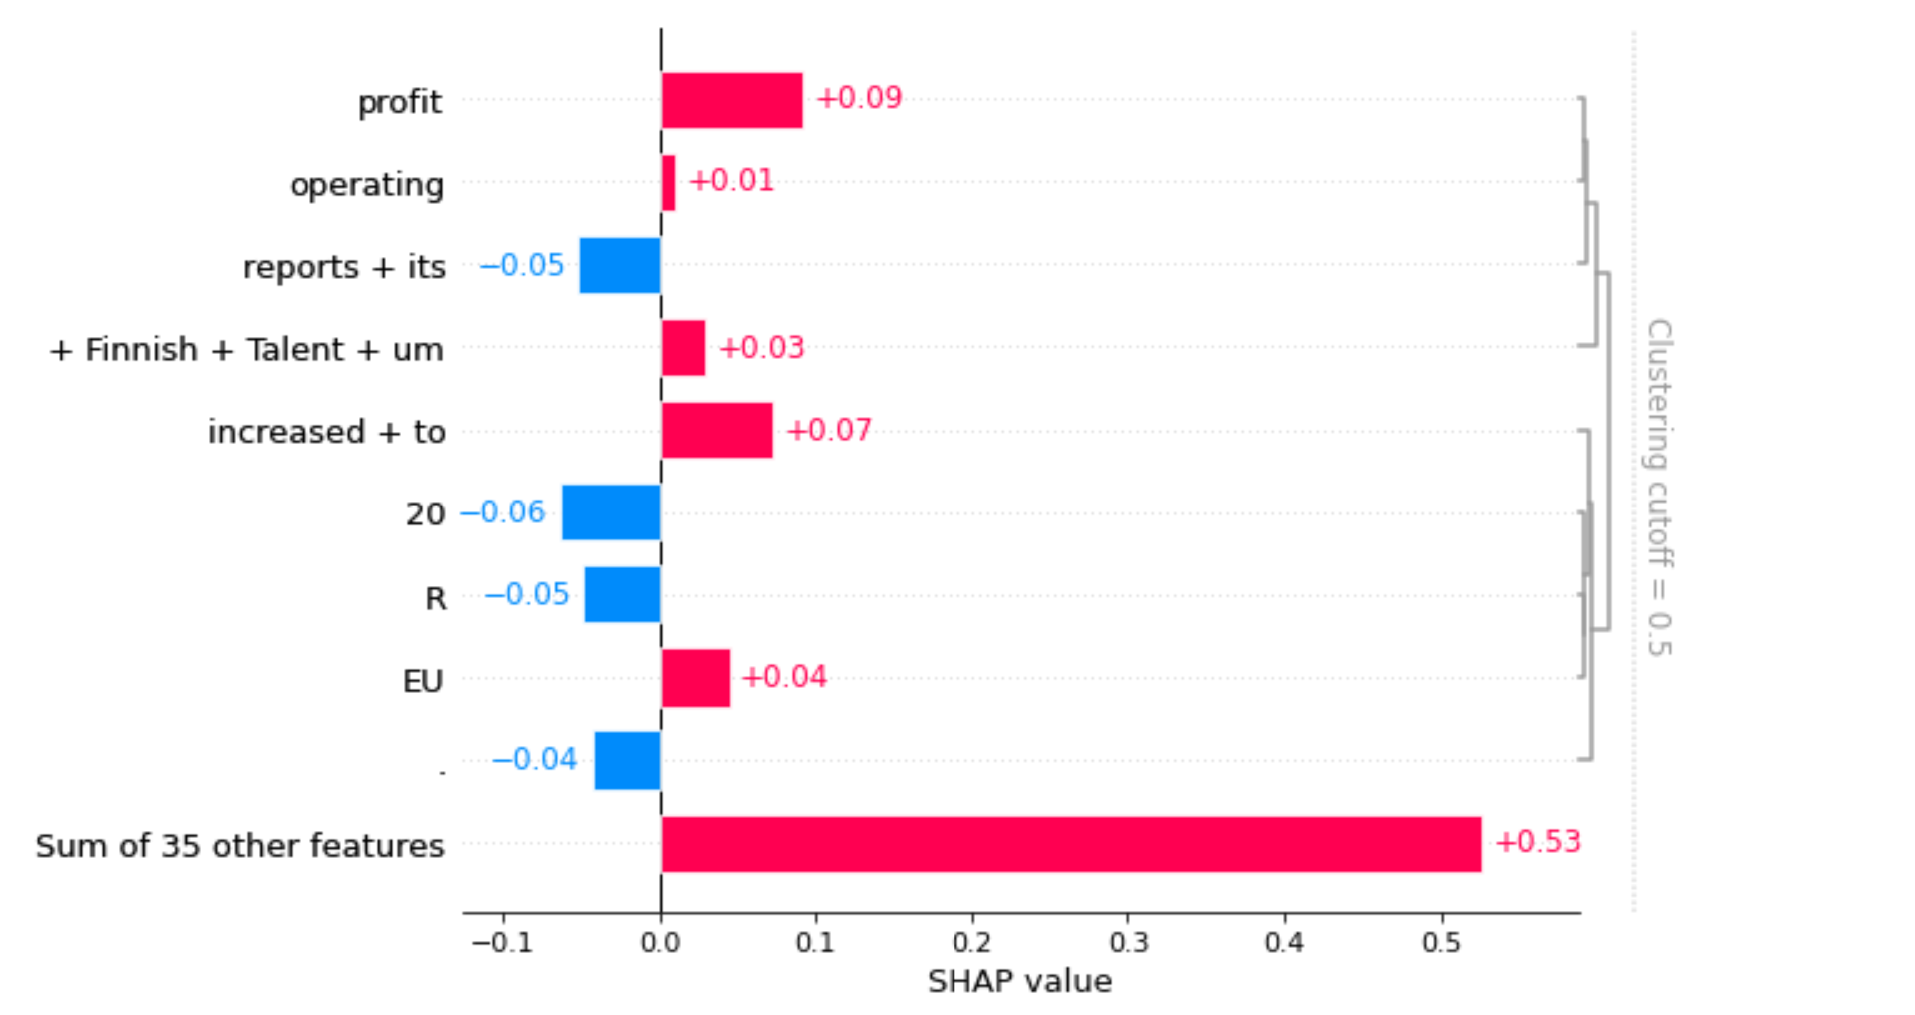 profit +0.09
operating +0.01
reports + its −0.05
+ Finnish + Talent + um +0.03
increased + to +0.07
20 −0.06
R −0.05
EU +0.04
. −0.04
Sum of 35 other features +0.53
−0.1 0.0 0.1 0.2 0.3 0.4 0.5
SHAP value
Clustering cutoff = 0.5